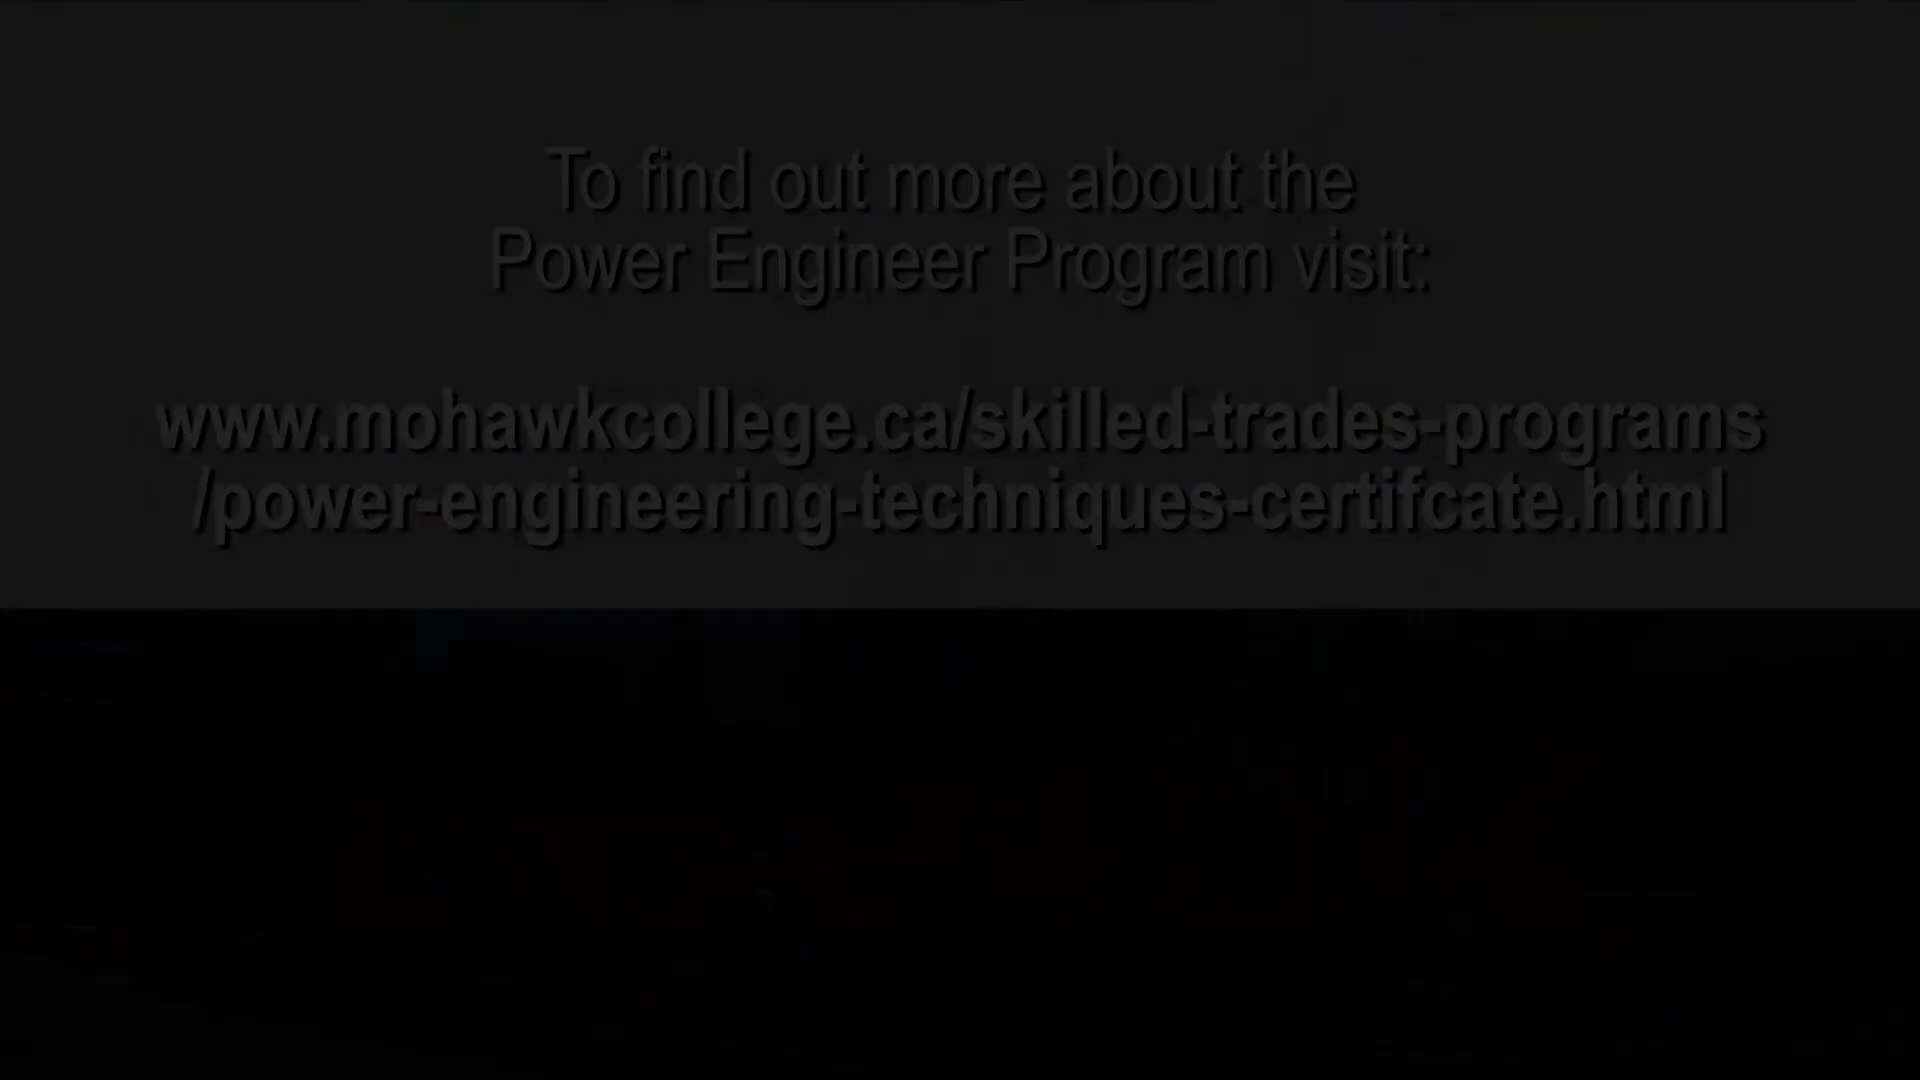 To find out more about the
Power Engineer Program visit:
www.mohawkcollege.ca/skilled-trades-programs
/power-engineering-techniques-certifcate.html